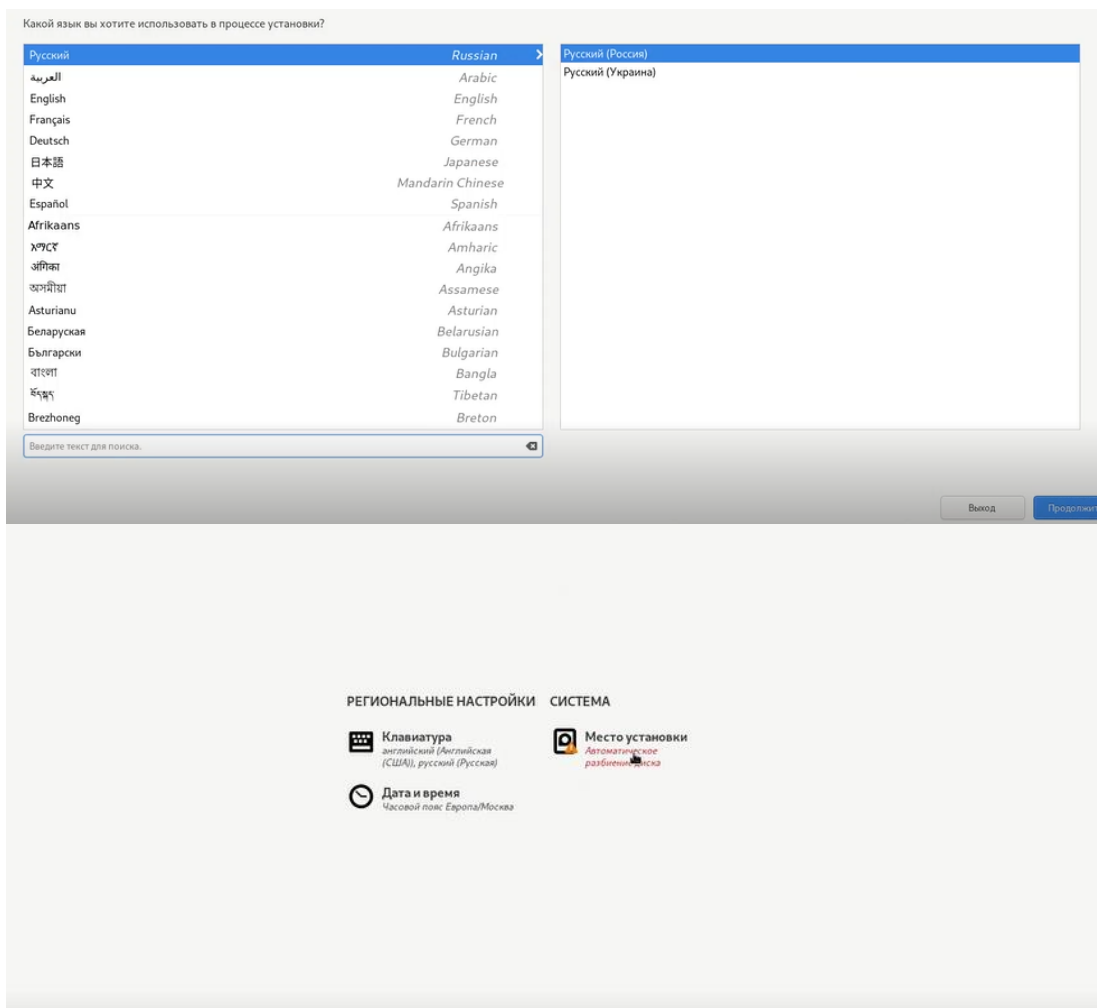 Какой язык вы хотите использовать в процессе установки?
Русский Russian
العربية Arabic
English English
Français French
Deutsch German
日本語 Japanese
中文 Mandarin Chinese
Español Spanish
Afrikaans Afrikaans
አማርኛ Amharic
अंगिका Angika
অসমীয়া Assamese
Asturianu Asturian
Беларуская Belarusian
Български Bulgarian
বাংলা Bangla
བོད་སྐད་ Tibetan
Brezhoneg Breton
Русский (Россия)
Русский (Украина)
Введите текст для поиска.
Выход
Продолжит
РЕГИОНАЛЬНЫЕ НАСТРОЙКИ
Клавиатура
английский (Английская
(США)), русский (Русская)
Дата и время
Часовой пояс Европа/Москва
СИСТЕМА
Место установки
Автоматическое
разбиение диска